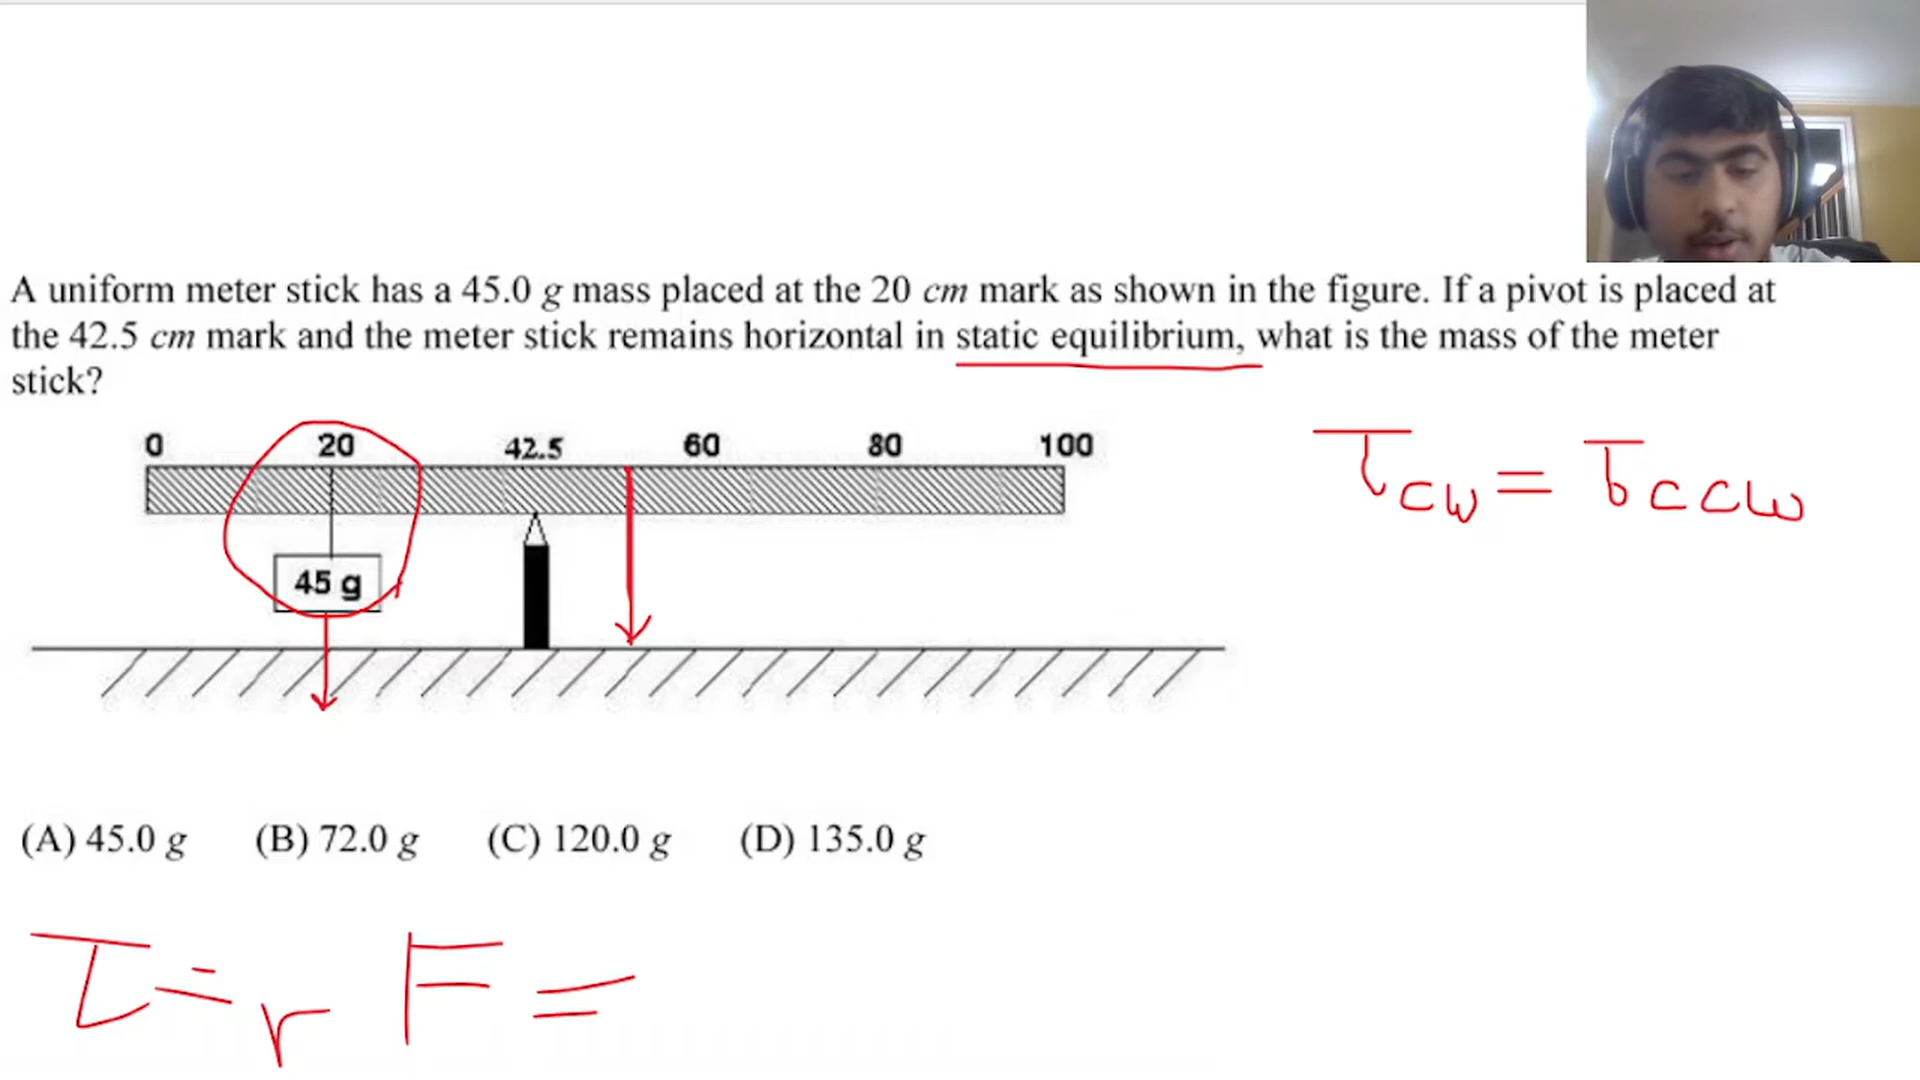 A uniform meter stick has a 45.0 g mass placed at the 20 cm mark as shown in the figure. If a pivot is placed at
the 42.5 cm mark and the meter stick remains horizontal in static equilibrium, what is the mass of the meter
stick?
0 20 42.5 60 80 100
τcw = τccw
45 g
(A) 45.0 g (B) 72.0 g (C) 120.0 g (D) 135.0 g
τ = r F =